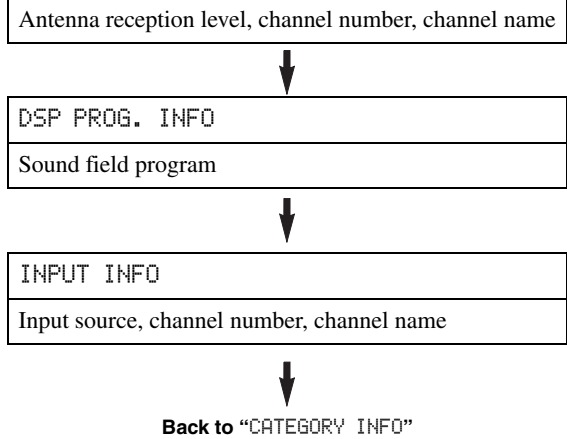 Antenna reception level, channel number, channel name
DSP PROG. INFO
Sound field program
INPUT INFO
Input source, channel number, channel name
Back to “CATEGORY INFO”